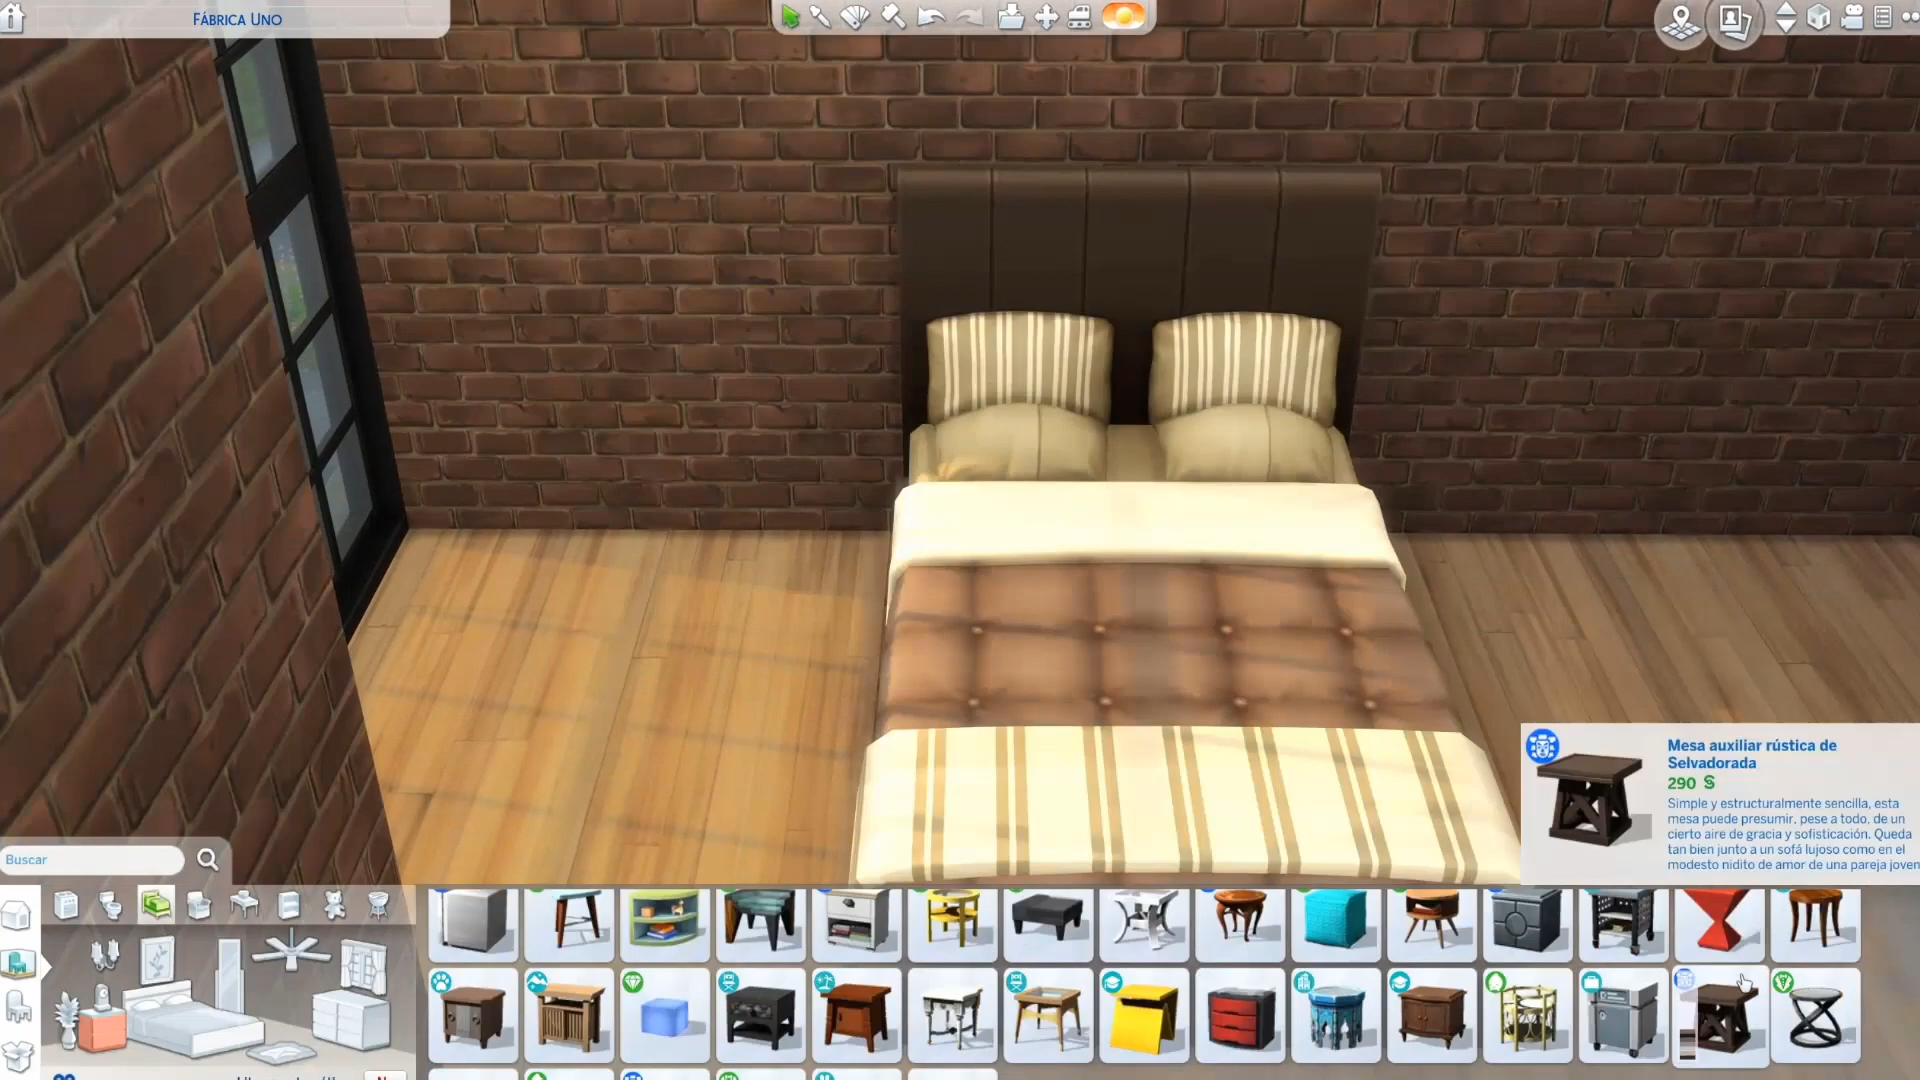 FÁBRICA UNO
Mesa auxiliar rústica de
Selvadorada
290 §
Simple y estructuralmente sencilla, esta
mesa puede presumir, pese a todo, de un
cierto aire de gracia y sofisticación. Queda
tan bien junto a un sofá lujoso como en el
modesto nidito de amor de una pareja joven
Buscar